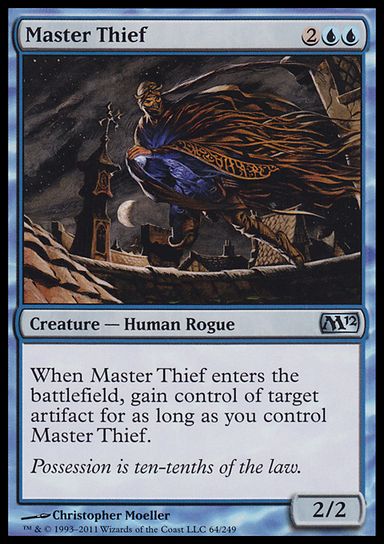 Master Thief 2
Creature — Human Rogue M12
When Master Thief enters the
battlefield, gain control of target
artifact for as long as you control
Master Thief.
Possession is ten-tenths of the law.
Christopher Moeller
2/2
™ & © 1993–2011 Wizards of the Coast LLC 64/249